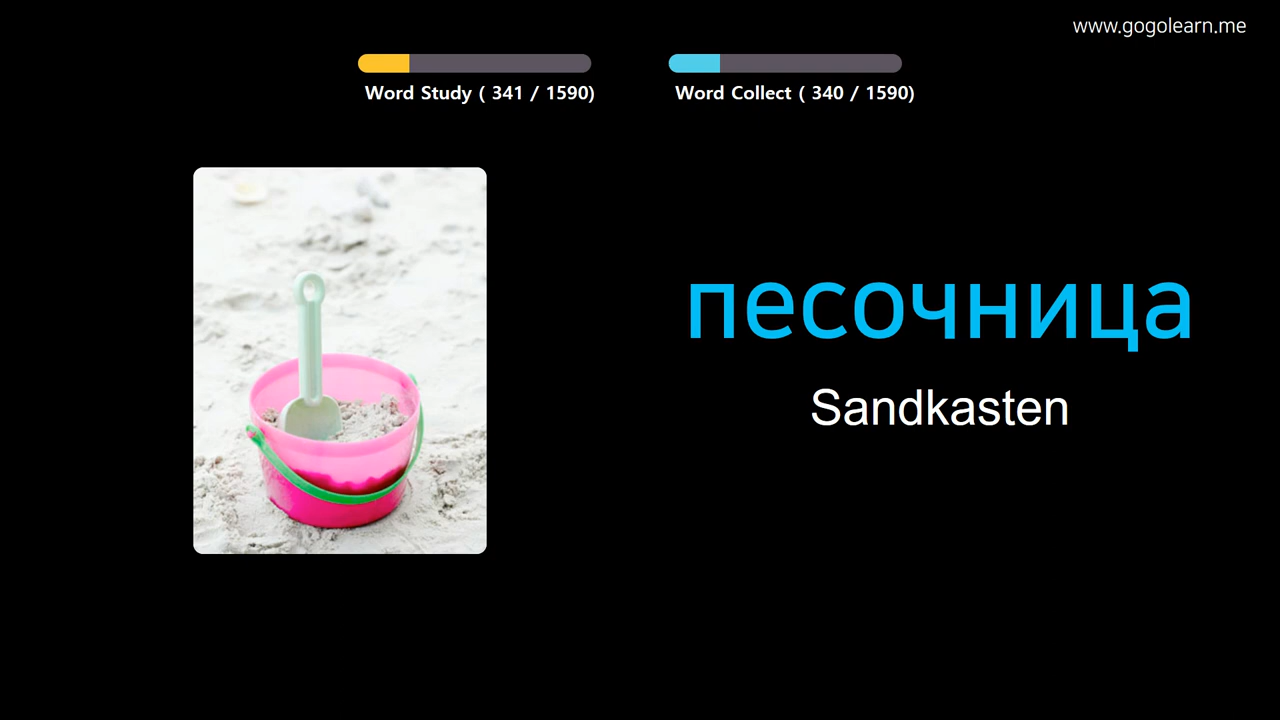 www.gogolearn.me
Word Study ( 341 / 1590)
Word Collect ( 340 / 1590)
песочница
Sandkasten